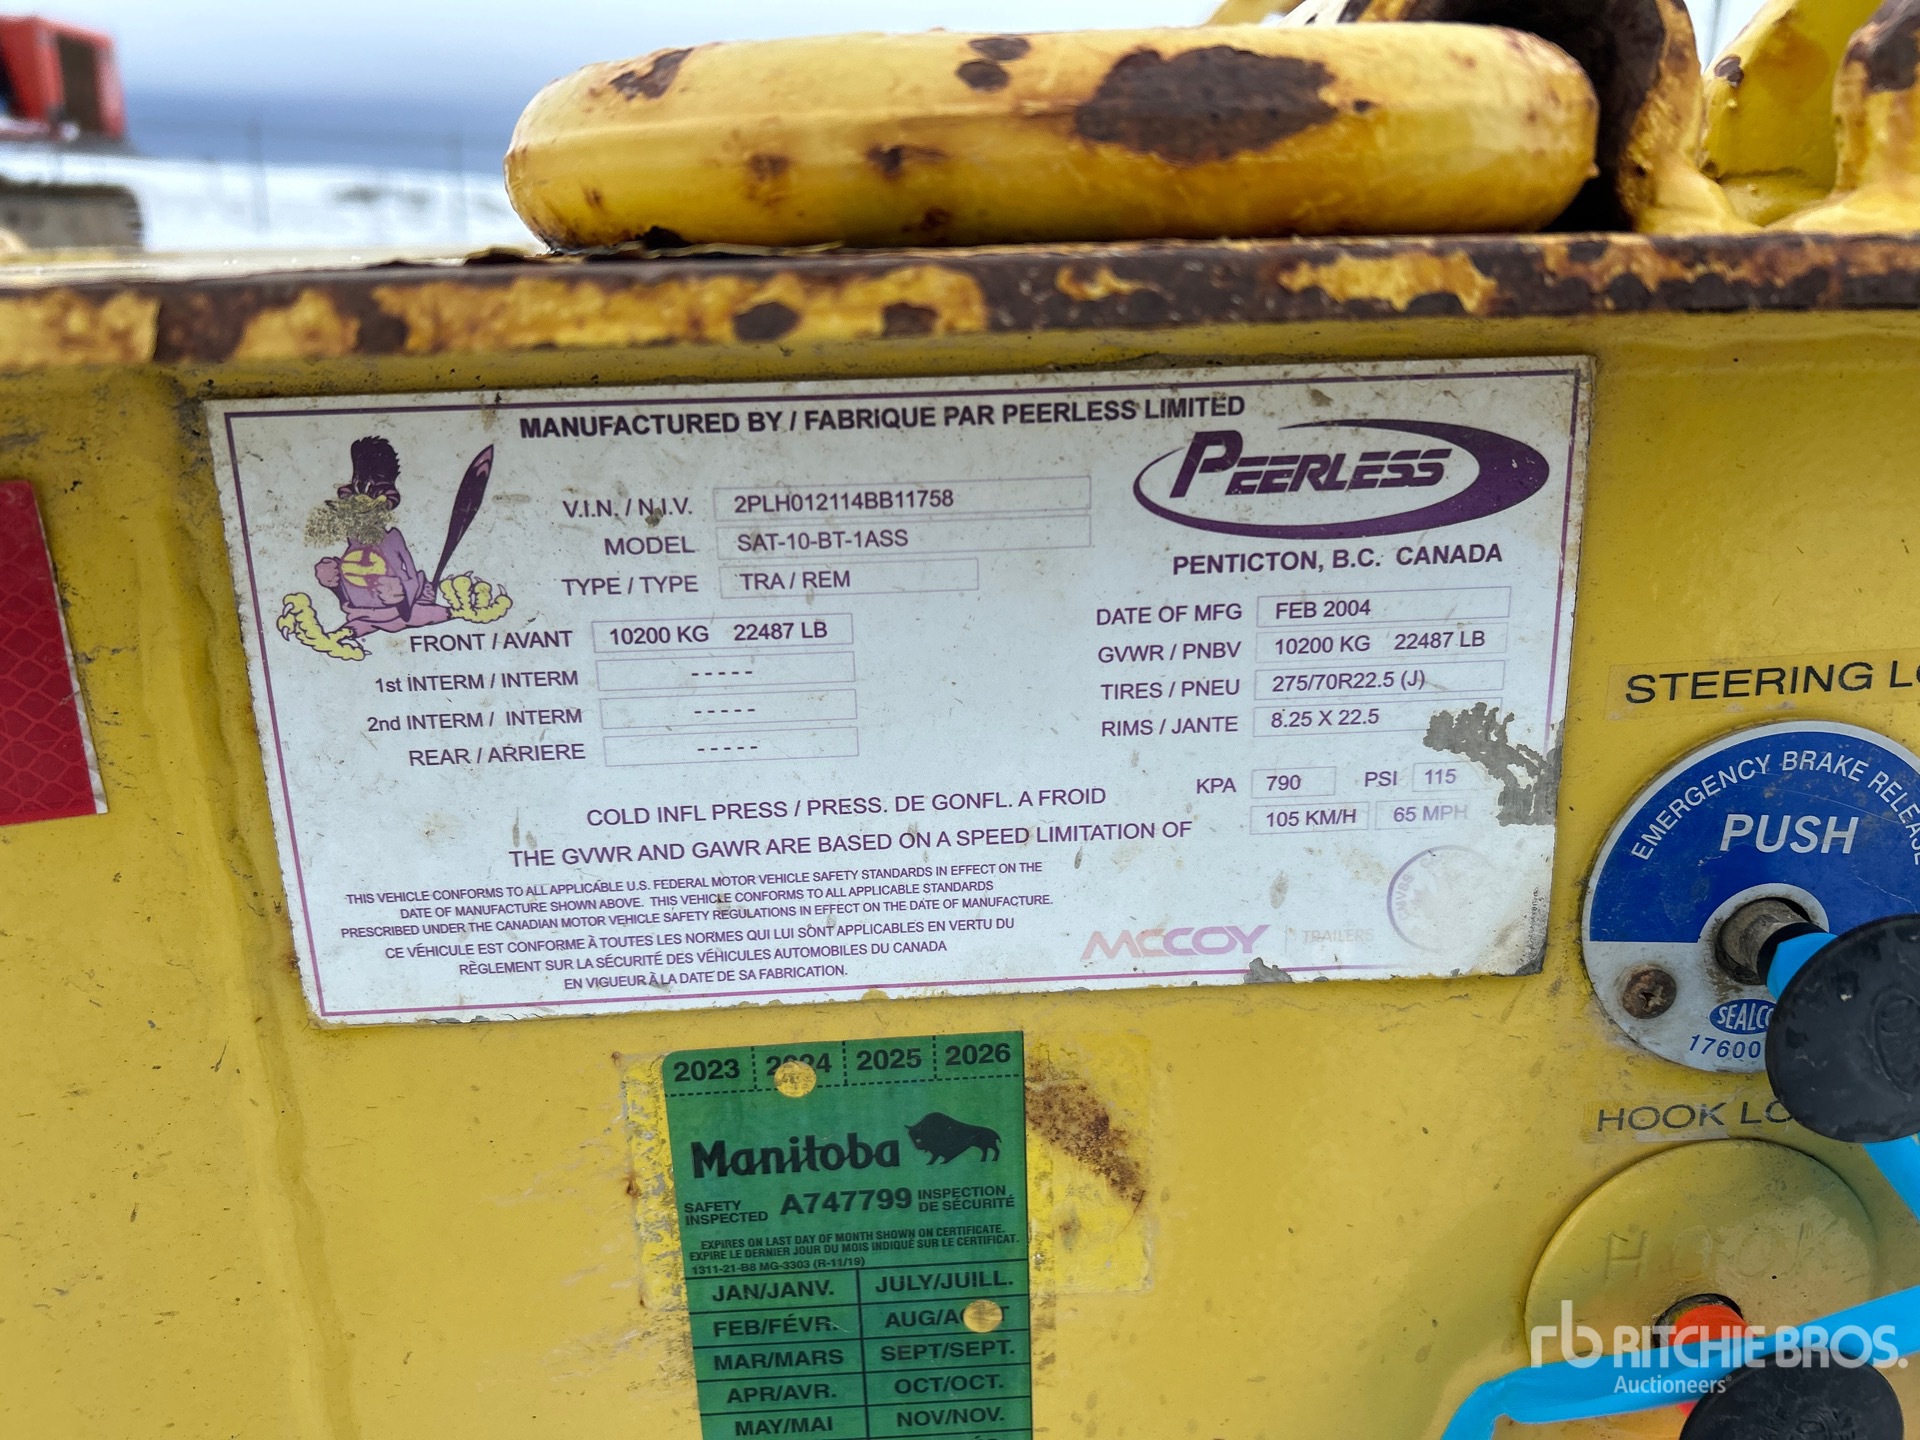 MANUFACTURED BY / FABRIQUE PAR PEERLESS LIMITED
PEERLESS
PENTICTON, B.C. CANADA
V.I.N. / N.I.V. 2PLH012114BB11758
MODEL SAT-10-BT-1ASS
TYPE / TYPE TRA / REM
FRONT / AVANT 10200 KG 22487 LB
1st INTERM / INTERM - - - - -
2nd INTERM / INTERM - - - - -
REAR / ARRIERE - - - - -
DATE OF MFG FEB 2004
GVWR / PNBV 10200 KG 22487 LB
TIRES / PNEU 275/70R22.5 (J)
RIMS / JANTE 8.25 X 22.5
COLD INFL PRESS / PRESS. DE GONFL. A FROID KPA 790 PSI 115
THE GVWR AND GAWR ARE BASED ON A SPEED LIMITATION OF 105 KM/H 65 MPH
THIS VEHICLE CONFORMS TO ALL APPLICABLE U.S. FEDERAL MOTOR VEHICLE SAFETY STANDARDS IN EFFECT ON THE
DATE OF MANUFACTURE SHOWN ABOVE. THIS VEHICLE CONFORMS TO ALL APPLICABLE STANDARDS
PRESCRIBED UNDER THE CANADIAN MOTOR VEHICLE SAFETY REGULATIONS IN EFFECT ON THE DATE OF MANUFACTURE.
CE VÉHICULE EST CONFORME À TOUTES LES NORMES QUI LUI SONT APPLICABLES EN VERTU DU
RÈGLEMENT SUR LA SÉCURITÉ DES VÉHICULES AUTOMOBILES DU CANADA
EN VIGUEUR À LA DATE DE SA FABRICATION.
MCCOY TRAILERS
STEERING
EMERGENCY BRAKE RELEASE
PUSH
SEALCO
17600
HOOK
2023 2024 2025 2026
Manitoba
SAFETY INSPECTED A747799 INSPECTION DE SÉCURITÉ
EXPIRES ON LAST DAY OF MONTH SHOWN ON CERTIFICATE.
EXPIRE LE DERNIER JOUR DU MOIS INDIQUÉ SUR LE CERTIFICAT.
1311-21-B8 MG-3303 (R-11/19)
JAN/JANV. JULY/JUILL.
FEB/FÉVR. AUG/AOÛT
MAR/MARS SEPT/SEPT.
APR/AVR. OCT/OCT.
MAY/MAI NOV/NOV.
rb RITCHIE BROS.
Auctioneers